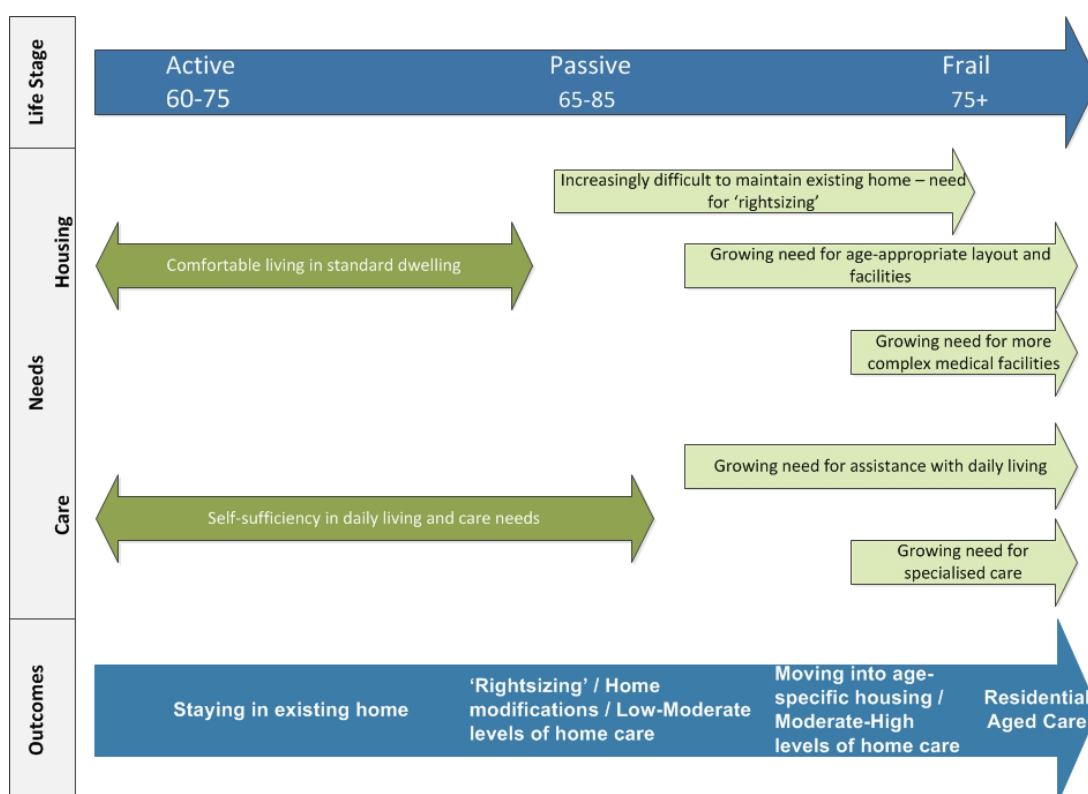 Life Stage
Active
60-75
Passive
65-85
Frail
75+
Needs
Housing
Increasingly difficult to maintain existing home – need
for ‘rightsizing’
Comfortable living in standard dwelling
Growing need for age-appropriate layout and
facilities
Growing need for more
complex medical facilities
Care
Growing need for assistance with daily living
Self-sufficiency in daily living and care needs
Growing need for
specialised care
Outcomes
Staying in existing home
‘Rightsizing’ / Home
modifications / Low-Moderate
levels of home care
Moving into age-
specific housing /
Moderate-High
levels of home care
Residential
Aged Care